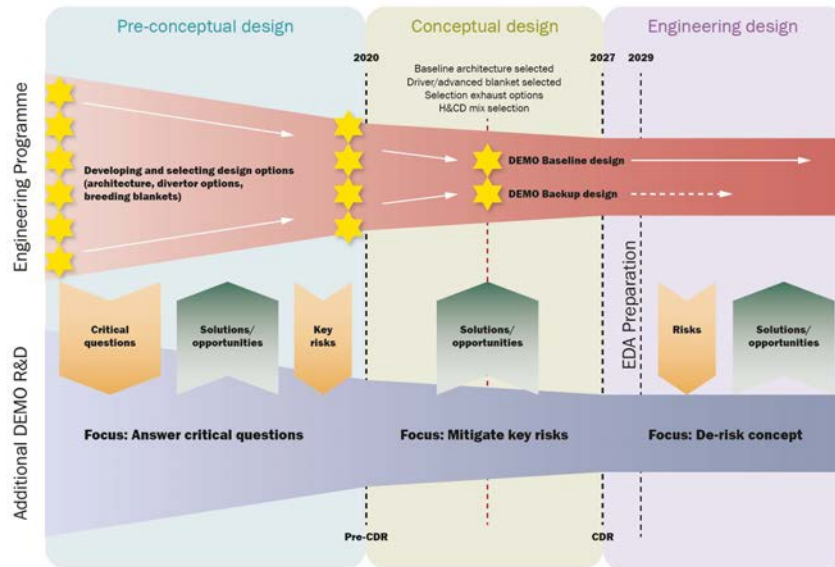 Pre-conceptual design
Conceptual design
Engineering design
2020
2027
2029
Baseline architecture selected
Driver/advanced blanket selected
Selection exhaust options
H&CD mix selection
Engineering Programme
Developing and selecting design options
(architecture, divertor options,
breeding blankets)
DEMO Baseline design
DEMO Backup design
Critical
questions
Solutions/
opportunities
Key
risks
Solutions/
opportunities
EDA Preparation
Risks
Solutions/
opportunities
Additional DEMO R&D
Focus: Answer critical questions
Focus: Mitigate key risks
Focus: De-risk concept
Pre-CDR
CDR